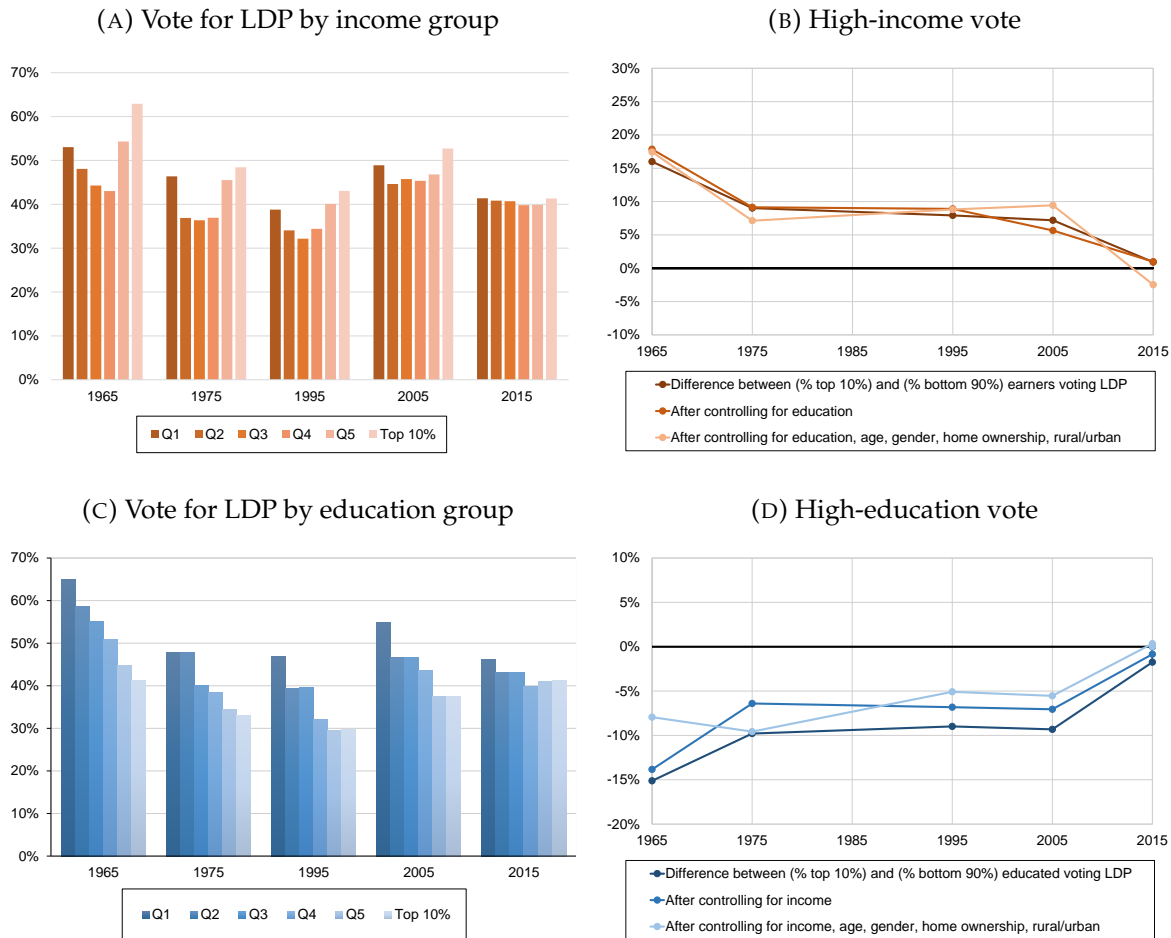 (A) Vote for LDP by income group
70%
60%
50%
40%
30%
20%
10%
0%
1965 1975 1995 2005 2015
Q1 Q2 Q3 Q4 Q5 Top 10%
(B) High-income vote
30%
25%
20%
15%
10%
5%
0%
-5%
-10%
1965 1975 1985 1995 2005 2015
Difference between (% top 10%) and (% bottom 90%) earners voting LDP
After controlling for education
After controlling for education, age, gender, home ownership, rural/urban
(C) Vote for LDP by education group
70%
60%
50%
40%
30%
20%
10%
0%
1965 1975 1995 2005 2015
Q1 Q2 Q3 Q4 Q5 Top 10%
(D) High-education vote
10%
5%
0%
-5%
-10%
-15%
-20%
1965 1975 1985 1995 2005 2015
Difference between (% top 10%) and (% bottom 90%) educated voting LDP
After controlling for income
After controlling for income, age, gender, home ownership, rural/urban